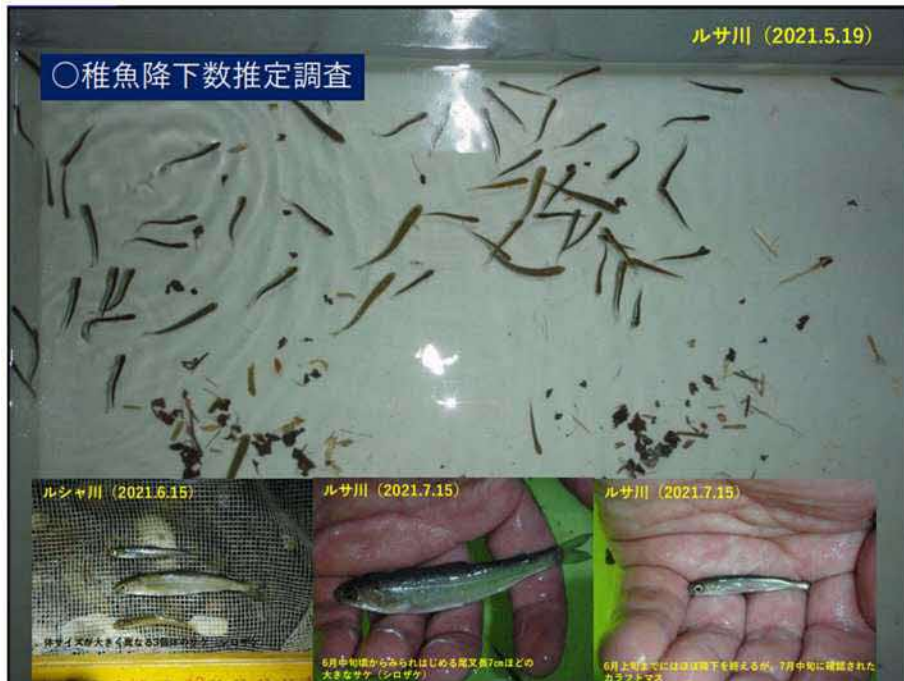 ルサ川（2021.5.19）
○稚魚降下数推定調査
ルシャ川（2021.6.15）
体サイズが大きく異なる3個体のサケ（シロザケ）
ルサ川（2021.7.15）
6月中旬頃からみられはじめる尾叉長7cmほどの
大きなサケ（シロザケ）
ルサ川（2021.7.15）
6月上旬までにはほぼ降下を終えるが、7月中旬に確認された
カラフトマス